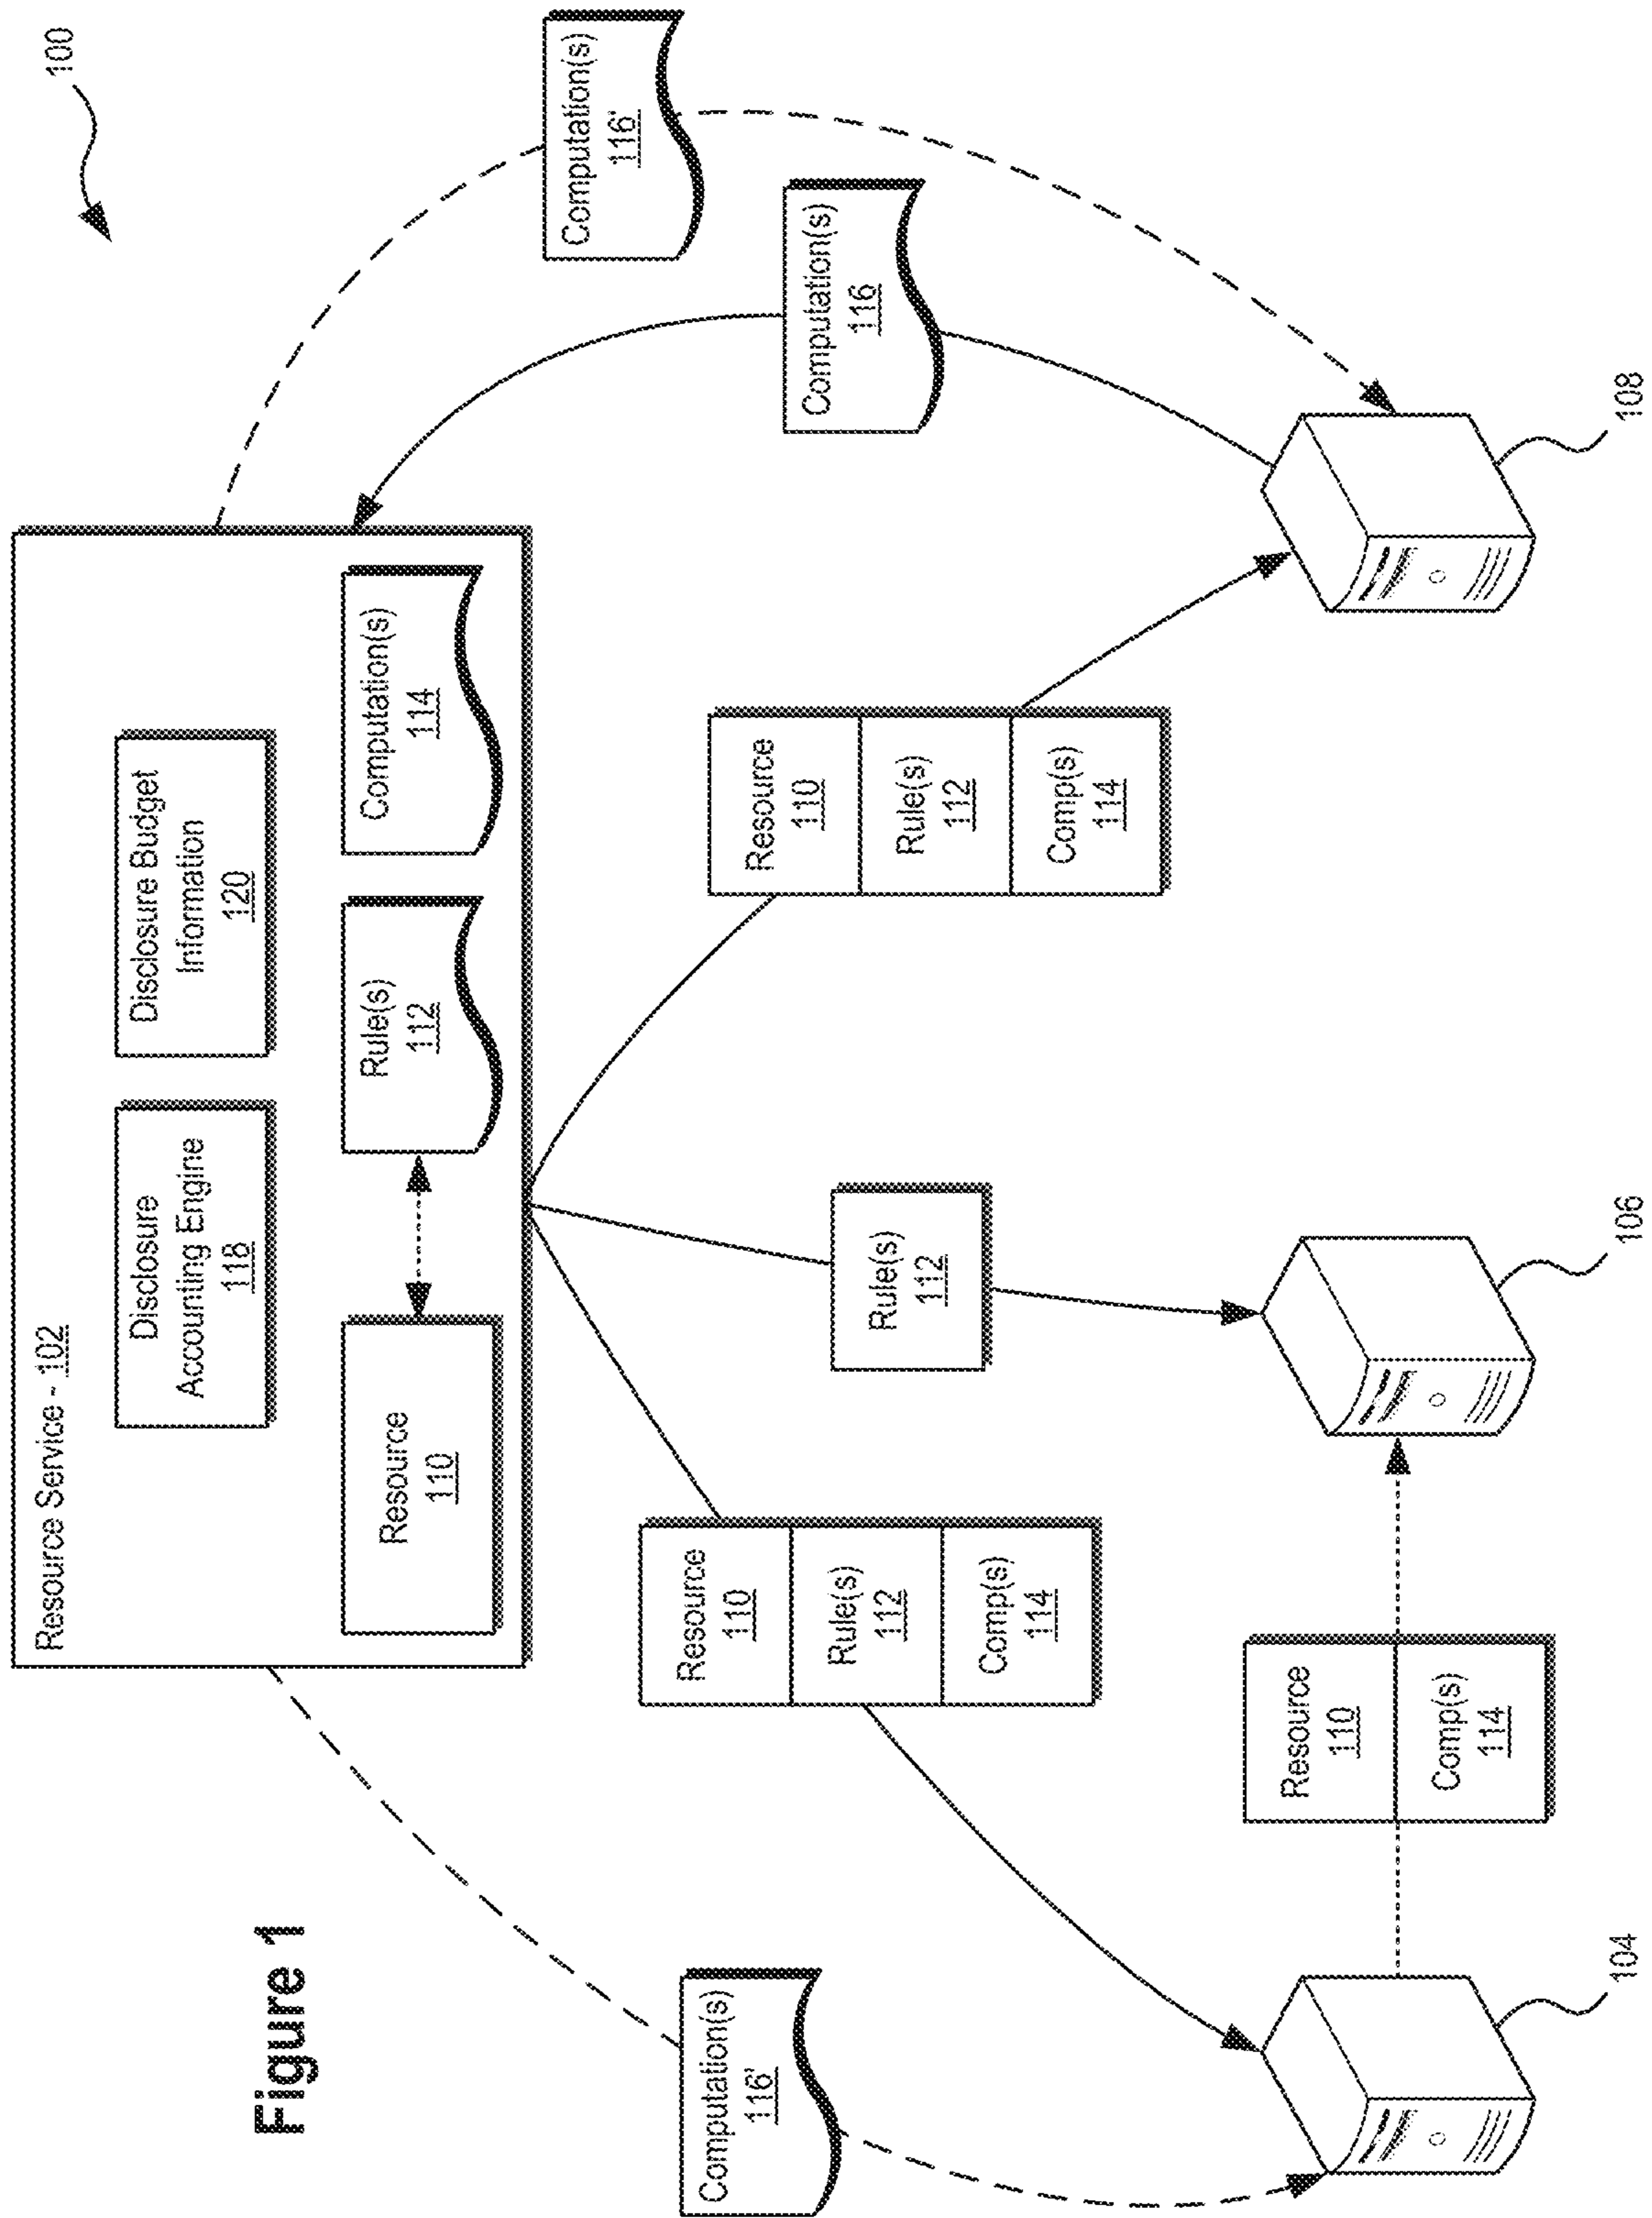 100
Resource Service - 102
Disclosure
Accounting Engine
118
Disclosure Budget
Information
120
Resource
110
Rule(s)
112
Computation(s)
114
Computation(s)
116'
Computation(s)
116
Computation(s)
116'
Resource
110
Rule(s)
112
Comp(s)
114
Rule(s)
112
Resource
110
Rule(s)
112
Comp(s)
114
Resource
110
Comp(s)
114
104
106
108
Figure 1